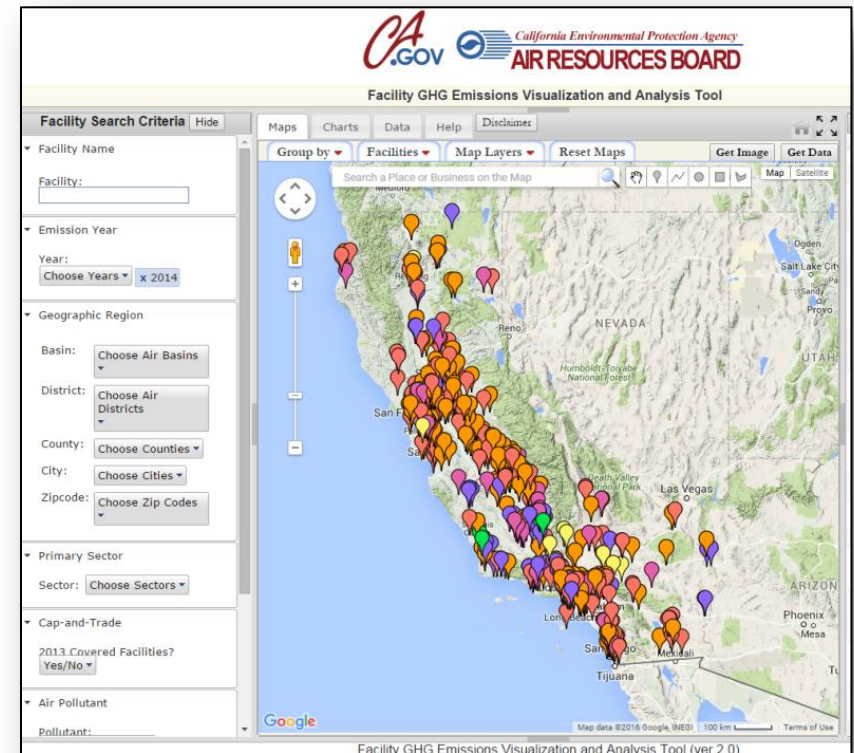 CA
.GOV
California Environmental Protection Agency
AIR RESOURCES BOARD
Facility GHG Emissions Visualization and Analysis Tool
Facility Search Criteria Hide
Facility Name
Facility:
Emission Year
Year:
Choose Years x 2014
Geographic Region
Basin: Choose Air Basins
District: Choose Air
Districts
County: Choose Counties
City: Choose Cities
Zipcode: Choose Zip Codes
Primary Sector
Sector: Choose Sectors
Cap-and-Trade
2013 Covered Facilities?
Yes/No
Air Pollutant
Pollutant:
Maps Charts Data Help Disclaimer
Group by Facilities Map Layers Reset Maps Get Image Get Data
Search a Place or Business on the Map Map Satellite
Medford
Ogden
Salt Lake City
Sandy
Provo
Reno
NEVADA
UTAH
Humboldt-Toiyabe
National Forest
San F
Death Valley
National Park
Las Vegas
ARIZON
Long Beach
Phoenix
Mesa
Mexicali
Tijuana
Google
Map data ©2016 Google, INEGI 100 km Terms of Use
Facility GHG Emissions Visualization and Analysis Tool (ver 2.0)